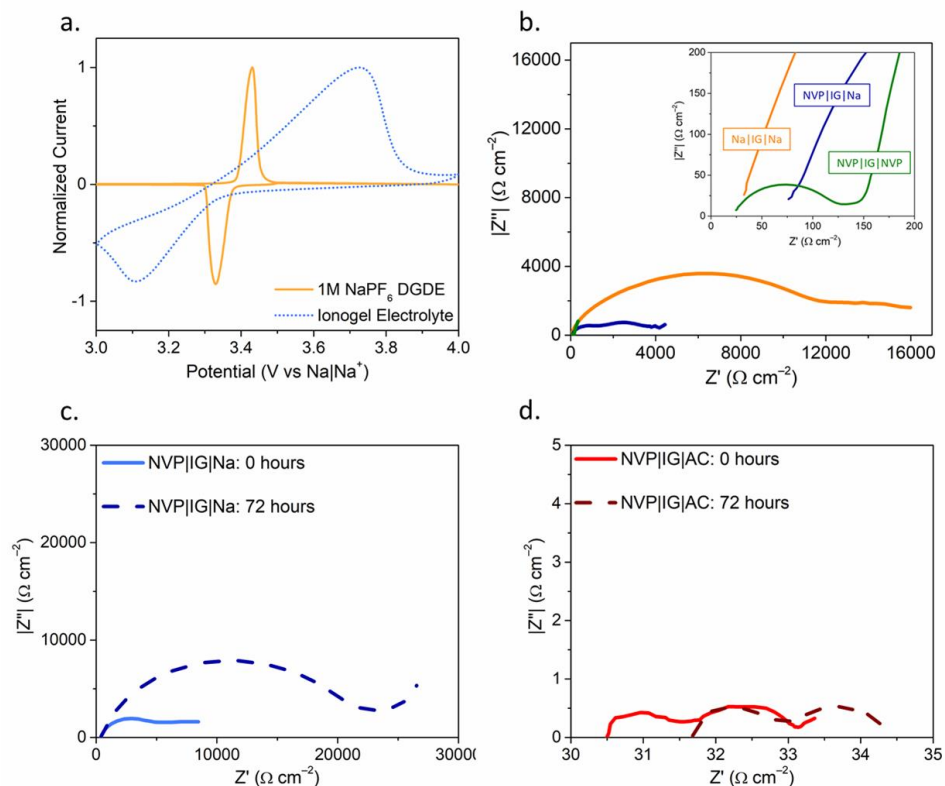 a.
1
0
-1
Normalized Current
1M NaPF₆ DGDE
Ionogel Electrolyte
3.0 3.2 3.4 3.6 3.8 4.0
Potential (V vs Na|Na⁺)
b.
16000
12000
8000
4000
0
|Z"| (Ω cm⁻²)
0 4000 8000 12000 16000
Z' (Ω cm⁻²)
200
150
100
50
0
|Z"| (Ω cm⁻²)
NVP|IG|Na
Na|IG|Na
NVP|IG|NVP
0 50 100 150 200
Z' (Ω cm⁻²)
c.
30000
20000
10000
0
|Z"| (Ω cm⁻²)
NVP|IG|Na: 0 hours
NVP|IG|Na: 72 hours
0 10000 20000 30000
Z' (Ω cm⁻²)
d.
5
4
3
2
1
0
|Z"| (Ω cm⁻²)
NVP|IG|AC: 0 hours
NVP|IG|AC: 72 hours
30 31 32 33 34 35
Z' (Ω cm⁻²)